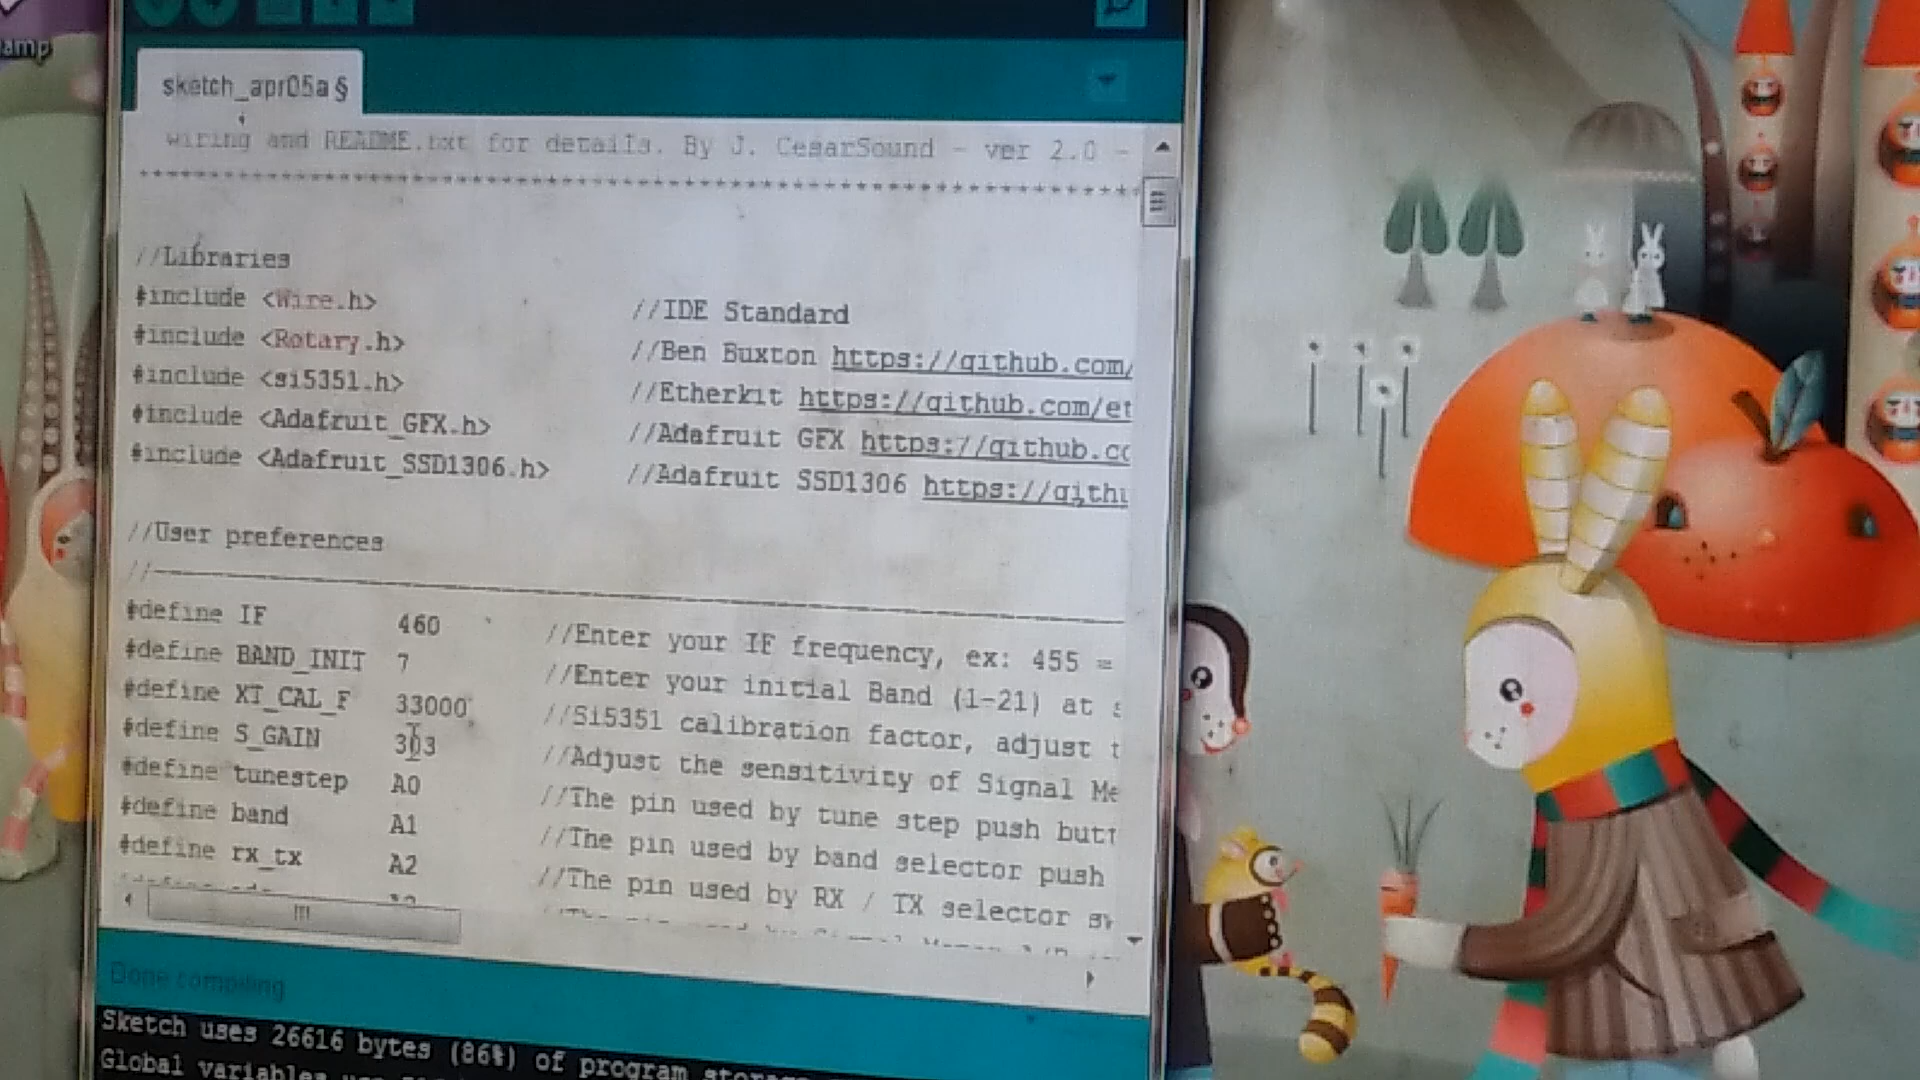 amp
sketch_apr05a §
wiring and README.txt for details. By J. CesarSound - ver 2.0 -
//Libraries
#include <Wire.h> //IDE Standard
#include <Rotary.h> //Ben Buxton https://github.com/
#include <si5351.h> //Etherkit https://github.com/et
#include <Adafruit_GFX.h> //Adafruit GFX https://github.co
#include <Adafruit_SSD1306.h> //Adafruit SSD1306 https://githu
//User preferences
//
#define IF 460 //Enter your IF frequency, ex: 455 =
#define BAND_INIT 7 //Enter your initial Band (1-21) at s
#define XT_CAL_F 33000 //Si5351 calibration factor, adjust t
#define S_GAIN 303 //Adjust the sensitivity of Signal Me
#define tunestep A0 //The pin used by tune step push butt
#define band A1 //The pin used by band selector push
#define rx_tx A2 //The pin used by RX / TX selector sw
Done compiling
Sketch uses 26616 bytes (86%) of program storage
Global variables